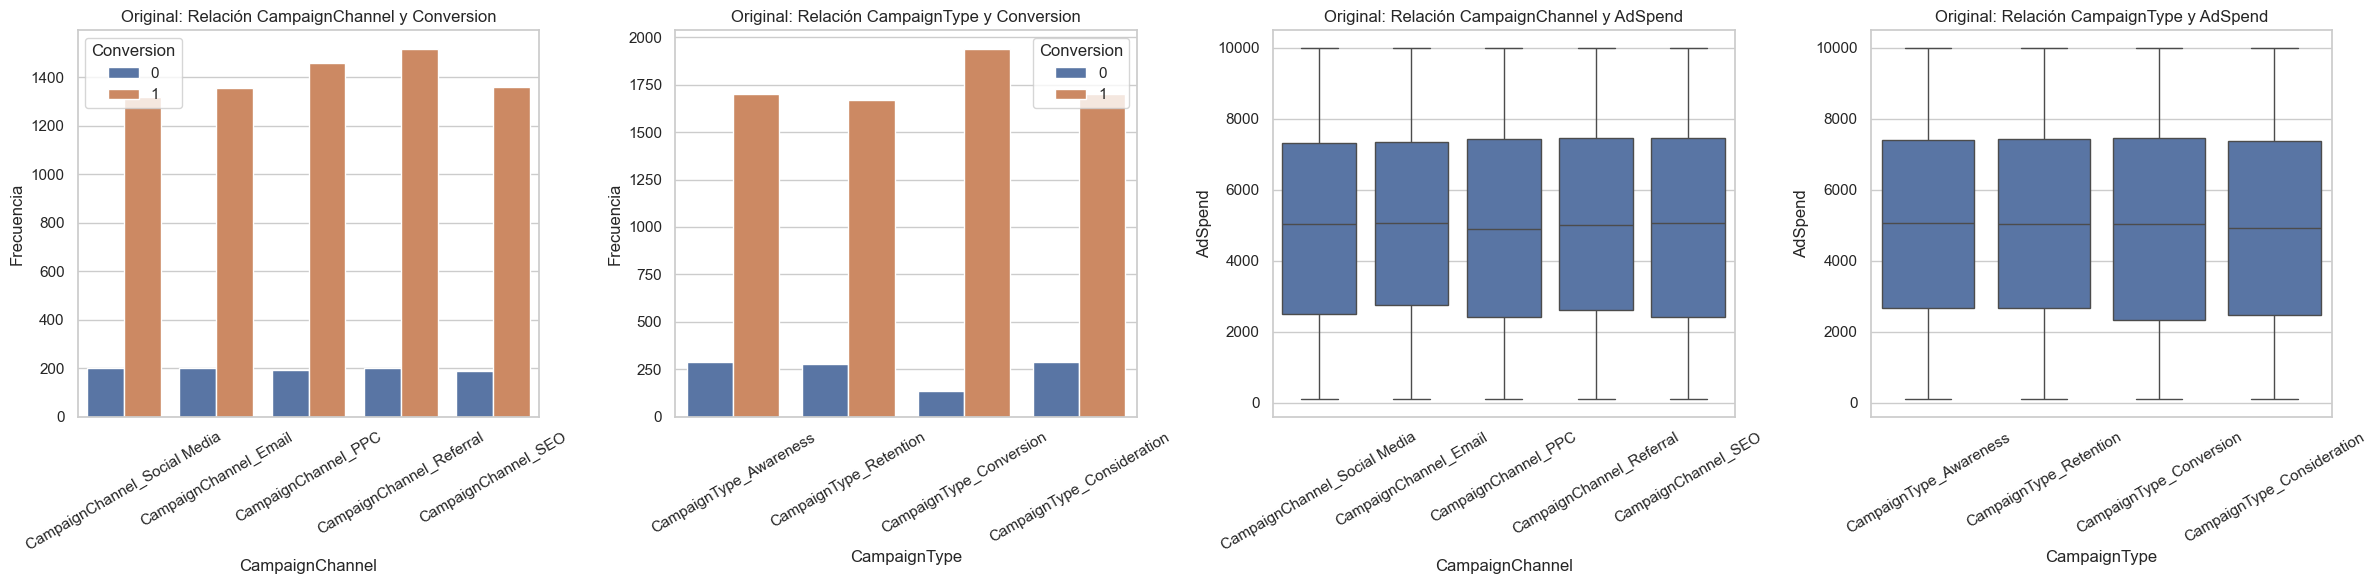 Original: Relación CampaignChannel y Conversion
Conversion
0
1
1400
1200
1000
800
600
400
200
0
Frecuencia
CampaignChannel_Social Media
CampaignChannel_Email
CampaignChannel_PPC
CampaignChannel_Referral
CampaignChannel_SEO
CampaignChannel
Original: Relación CampaignType y Conversion
Conversion
0
1
2000
1750
1500
1250
1000
750
500
250
0
Frecuencia
CampaignType_Awareness
CampaignType_Retention
CampaignType_Conversion
CampaignType_Consideration
CampaignType
Original: Relación CampaignChannel y AdSpend
10000
8000
6000
4000
2000
0
AdSpend
CampaignChannel_Social Media
CampaignChannel_Email
CampaignChannel_PPC
CampaignChannel_Referral
CampaignChannel_SEO
CampaignChannel
Original: Relación CampaignType y AdSpend
10000
8000
6000
4000
2000
0
AdSpend
CampaignType_Awareness
CampaignType_Retention
CampaignType_Conversion
CampaignType_Consideration
CampaignType